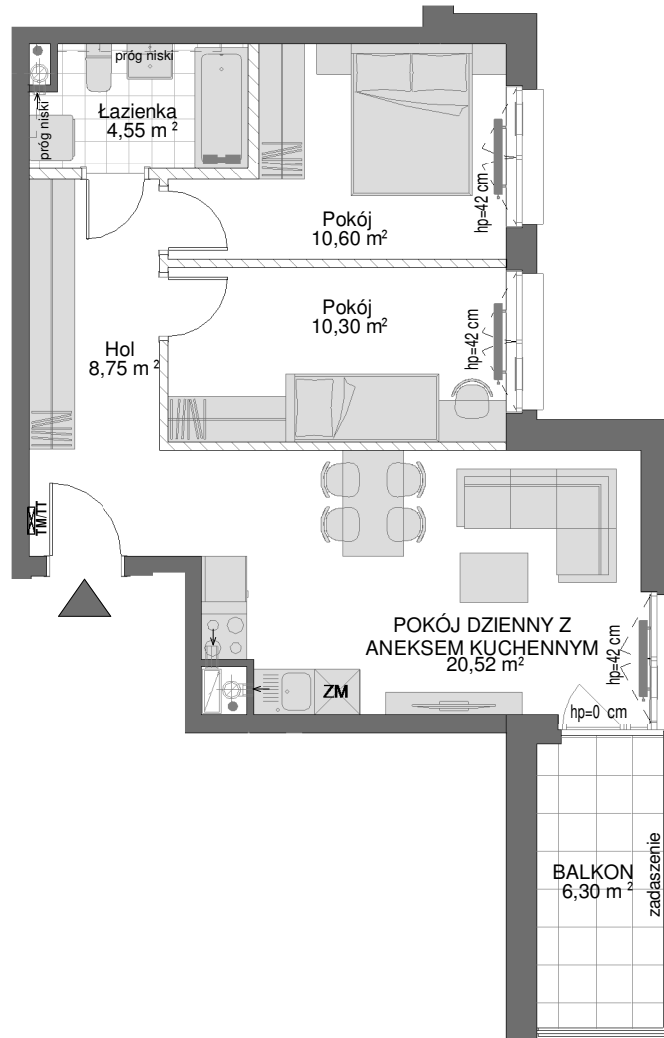 próg niski
próg niski
Łazienka
4,55 m²
Pokój
10,60 m²
hp=42 cm
Pokój
10,30 m²
hp=42 cm
Hol
8,75 m²
TM/TT
POKÓJ DZIENNY Z
ANEKSEM KUCHENNYM
20,52 m²
hp=42 cm
ZM
hp=0 cm
BALKON
6,30 m²
zadaszenie